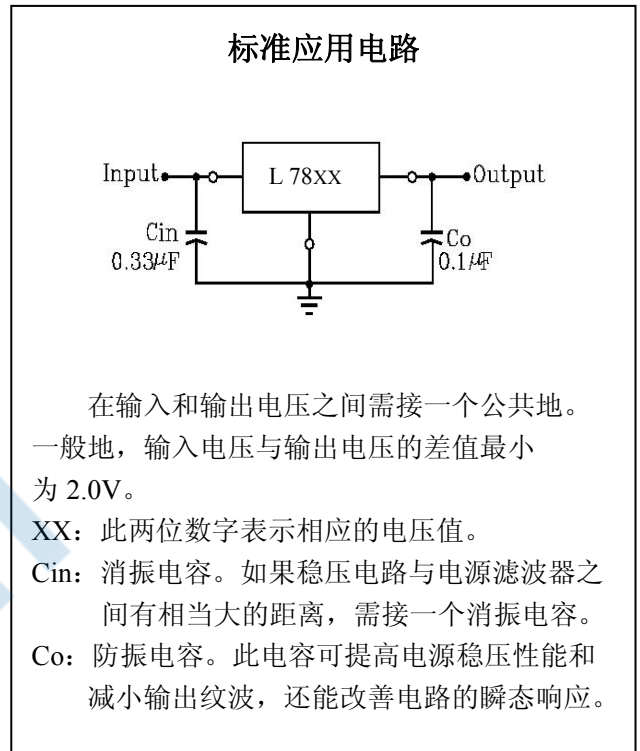 标准应用电路
Input
L 78XX
Output
Cin
0.33μF
Co
0.1μF
在输入和输出电压之间需接一个公共地。
一般地，输入电压与输出电压的差值最小
为 2.0V。
XX：此两位数字表示相应的电压值。
Cin：消振电容。如果稳压电路与电源滤波器之
间有相当大的距离，需接一个消振电容。
Co：防振电容。此电容可提高电源稳压性能和
减小输出纹波，还能改善电路的瞬态响应。